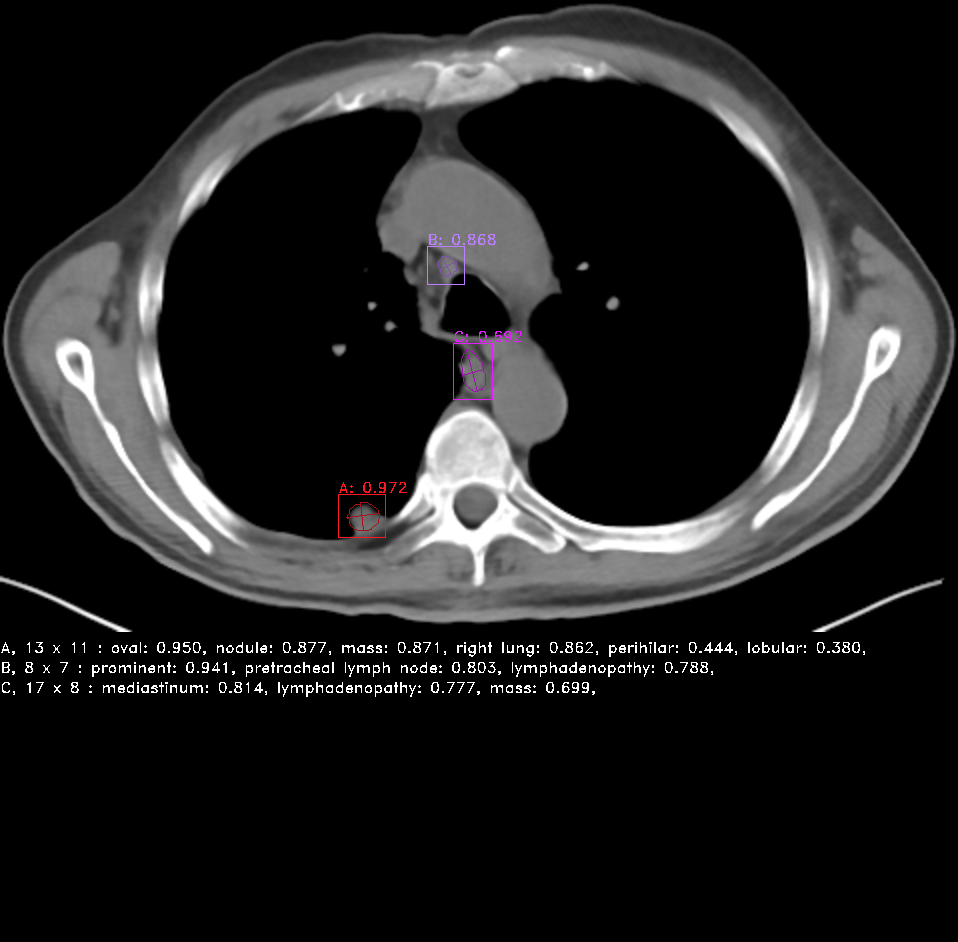 B: 0.868
C: 0.692
A: 0.972
A, 13 x 11 : oval: 0.950, nodule: 0.877, mass: 0.871, right lung: 0.862, perihilar: 0.444, lobular: 0.380,
B, 8 x 7 : prominent: 0.941, pretracheal lymph node: 0.803, lymphadenopathy: 0.788,
C, 17 x 8 : mediastinum: 0.814, lymphadenopathy: 0.777, mass: 0.699,